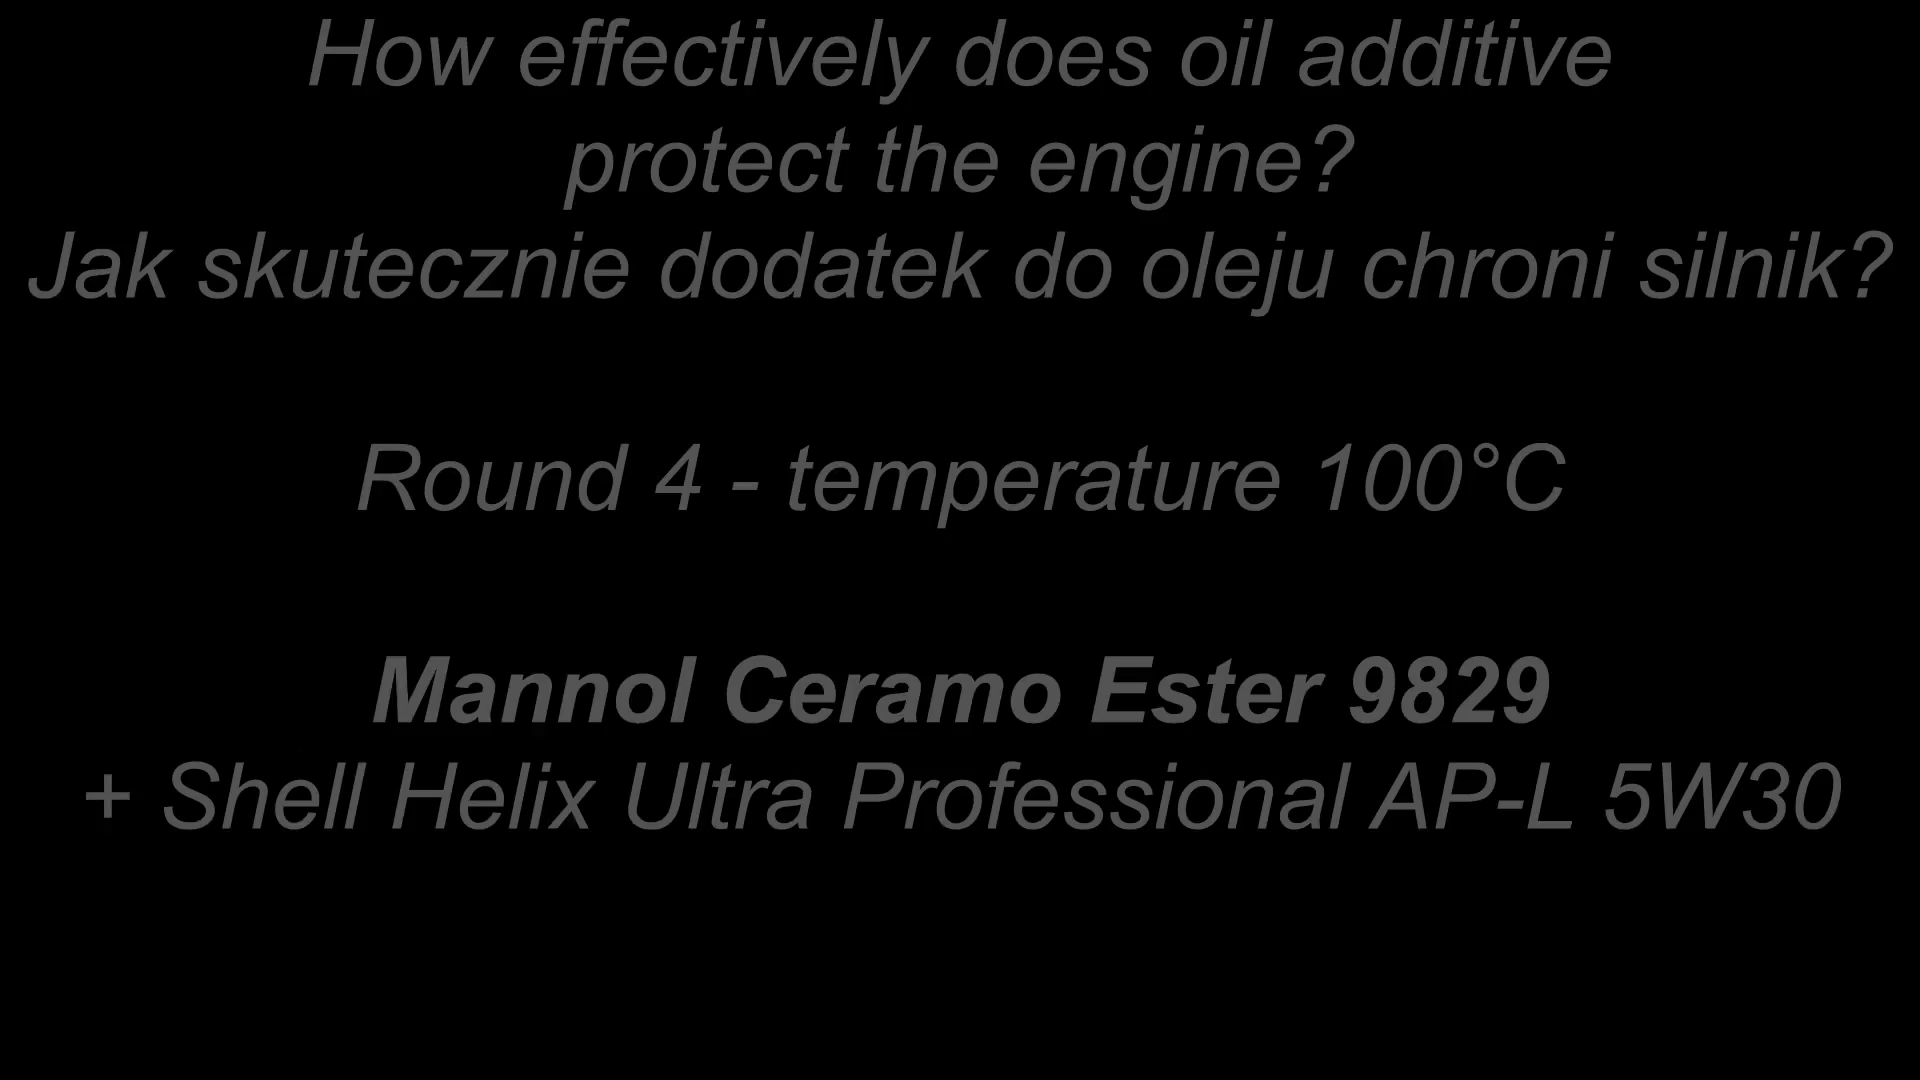 How effectively does oil additive
protect the engine?
Jak skutecznie dodatek do oleju chroni silnik?
Round 4 - temperature 100°C
Mannol Ceramo Ester 9829
+ Shell Helix Ultra Professional AP-L 5W30